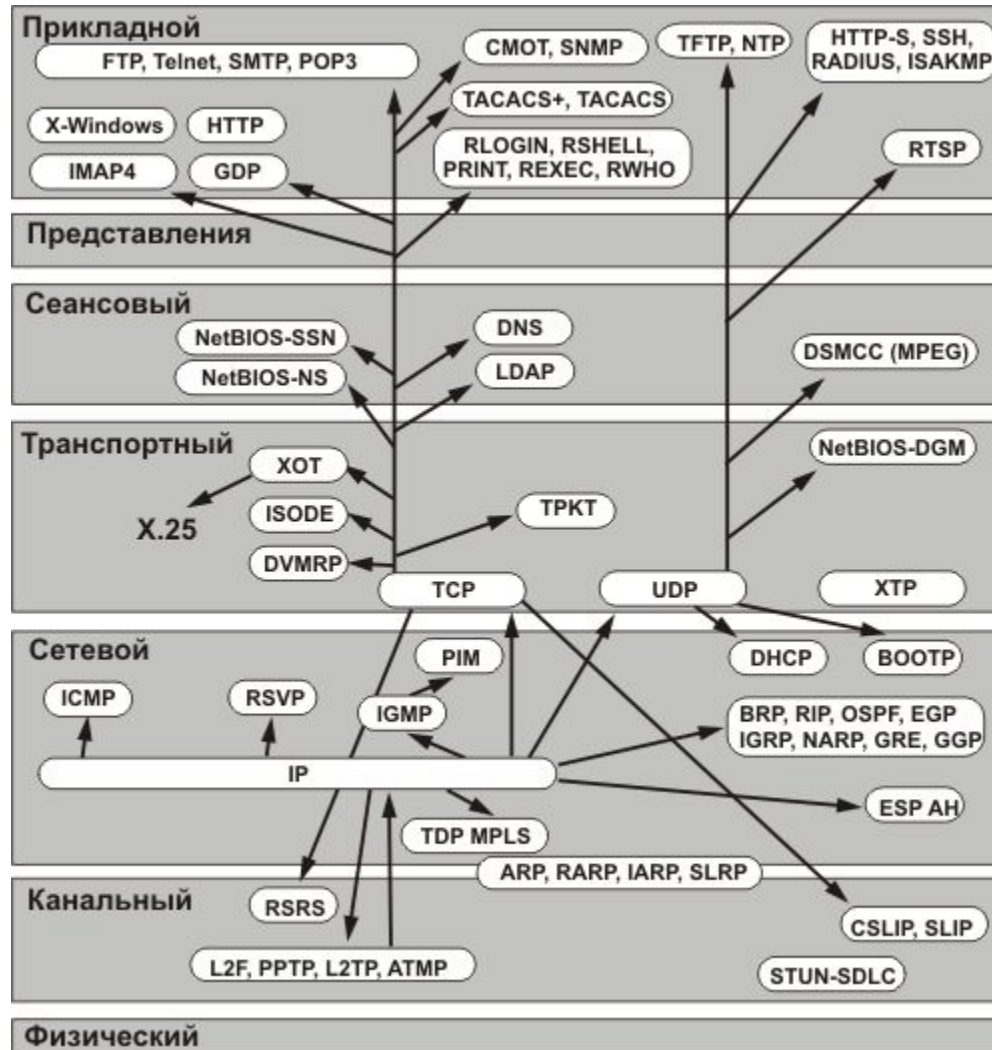 Прикладной
FTP, Telnet, SMTP, POP3
CMOT, SNMP
TFTP, NTP
HTTP-S, SSH,
RADIUS, ISAKMP
X-Windows
HTTP
TACACS+, TACACS
IMAP4
GDP
RLOGIN, RSHELL,
PRINT, REXEC, RWHO
RTSP
Представления
Сеансовый
NetBIOS-SSN
DNS
NetBIOS-NS
LDAP
DSMCC (MPEG)
Транспортный
XOT
NetBIOS-DGM
X.25
ISODE
TPKT
DVMRP
TCP
UDP
XTP
Сетевой
PIM
DHCP
BOOTP
ICMP
RSVP
IGMP
BRP, RIP, OSPF, EGP
IGRP, NARP, GRE, GGP
IP
ESP AH
TDP MPLS
ARP, RARP, IARP, SLRP
Канальный
RSRS
CSLIP, SLIP
L2F, PPTP, L2TP, ATMP
STUN-SDLC
Физический